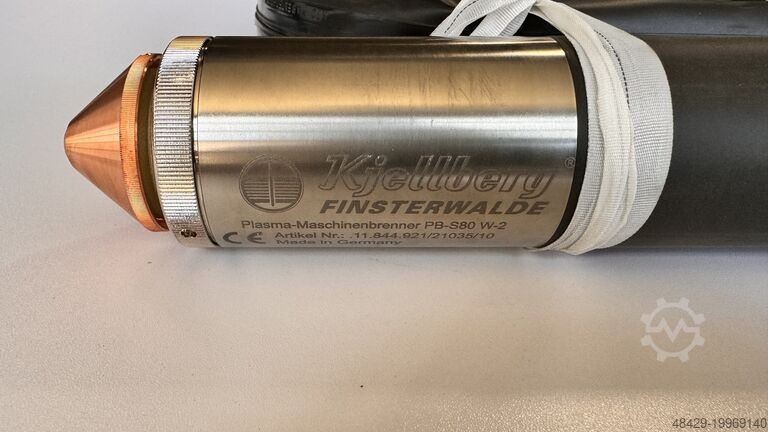 Kjellberg®
FINSTERWALDE
Plasma-Maschinenbrenner PB-S80 W-2
CE Artikel Nr.: .11.844.921/21035/10
Made in Germany
48429-19969140